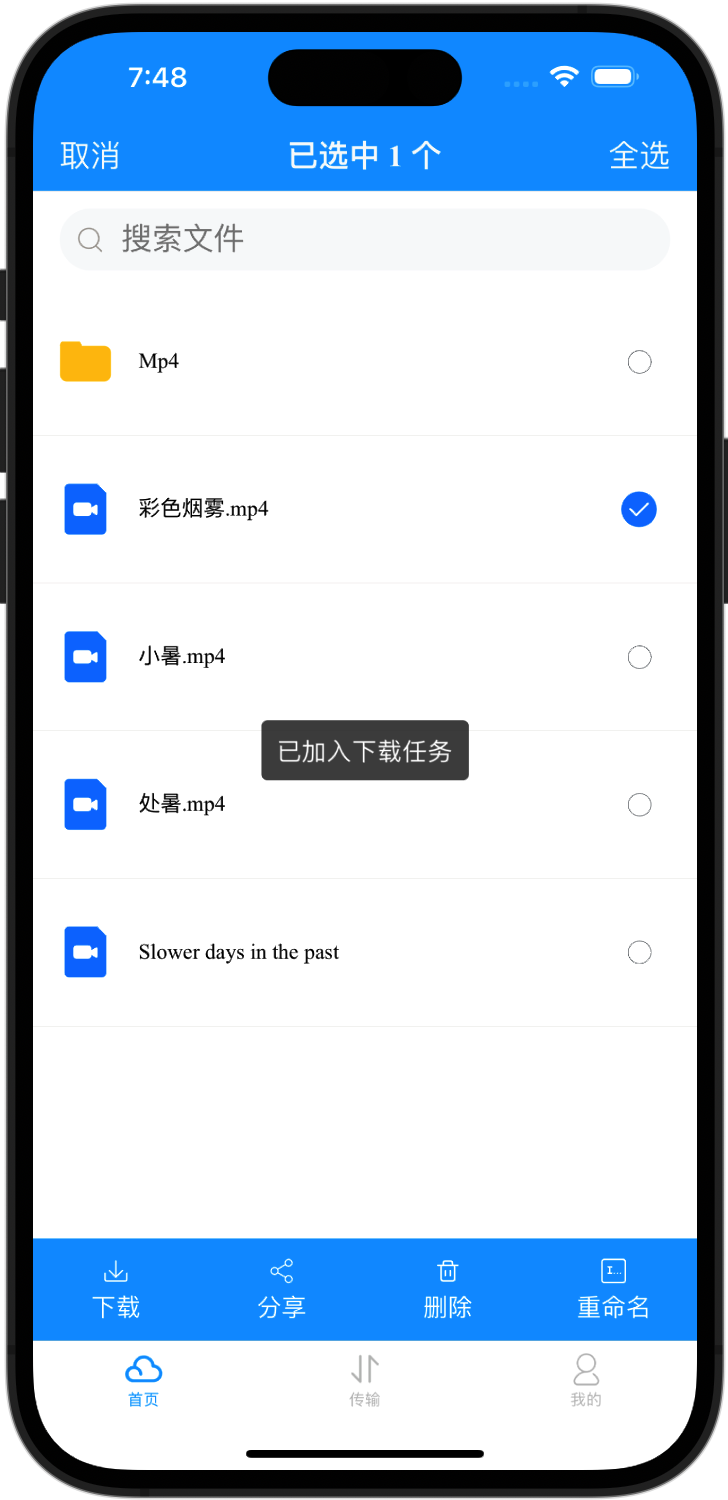 7:48
取消
已选中 1 个
全选
搜索文件
Mp4
彩色烟雾.mp4
小暑.mp4
已加入下载任务
处暑.mp4
Slower days in the past
I...
下载
分享
删除
重命名
首页
传输
我的